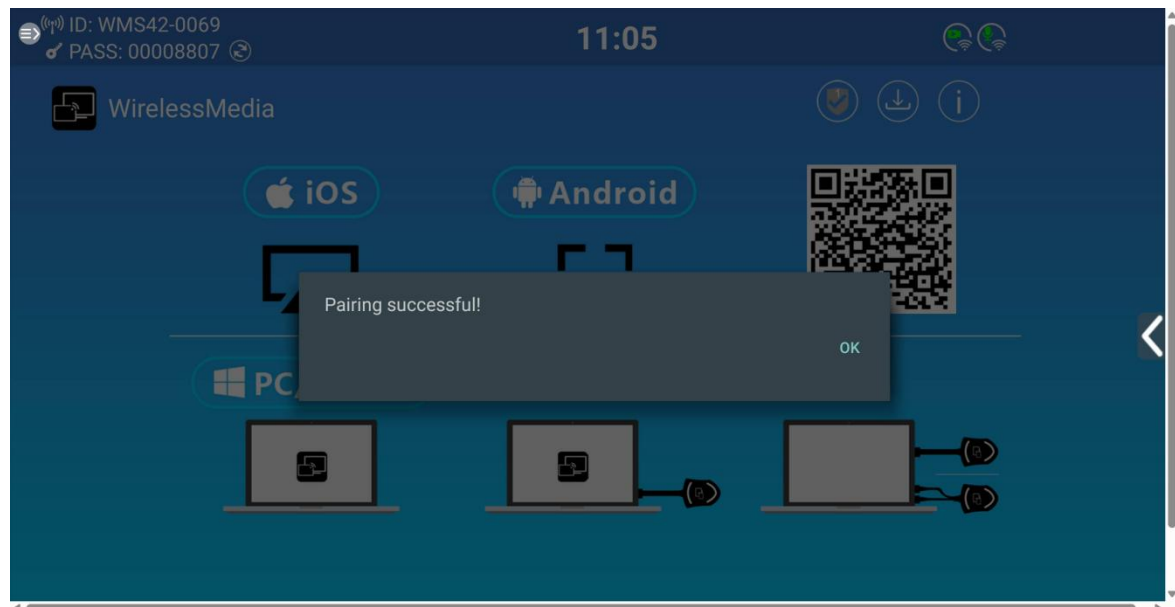 ID: WMS42-0069
11:05
PASS: 00008807
WirelessMedia
iOS
Android
Pairing successful!
OK
PC